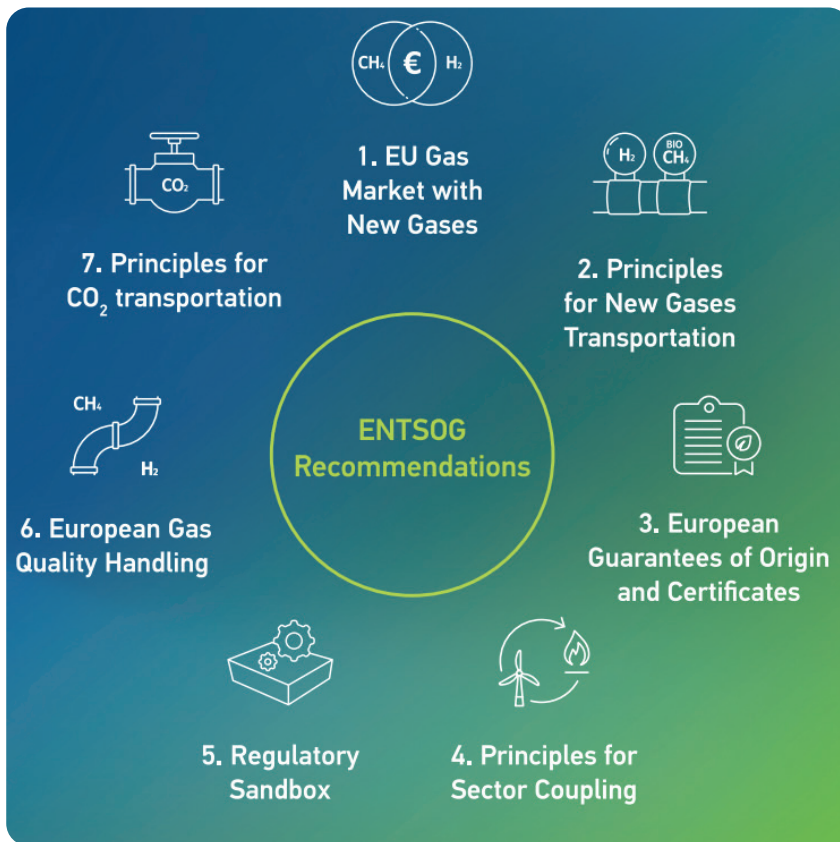 CH₄ € H₂
1. EU Gas
Market with
New Gases
H₂
BIO
CH₄
2. Principles
for New Gases
Transportation
3. European
Guarantees of Origin
and Certificates
4. Principles for
Sector Coupling
5. Regulatory
Sandbox
CH₄
H₂
6. European Gas
Quality Handling
CO₂
7. Principles for
CO₂ transportation
ENTSOG
Recommendations